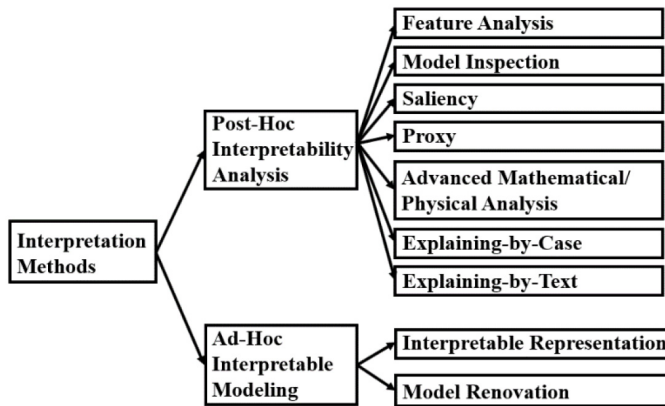 Interpretation
Methods
Post-Hoc
Interpretability
Analysis
Feature Analysis
Model Inspection
Saliency
Proxy
Advanced Mathematical/
Physical Analysis
Explaining-by-Case
Explaining-by-Text
Ad-Hoc
Interpretable
Modeling
Interpretable Representation
Model Renovation